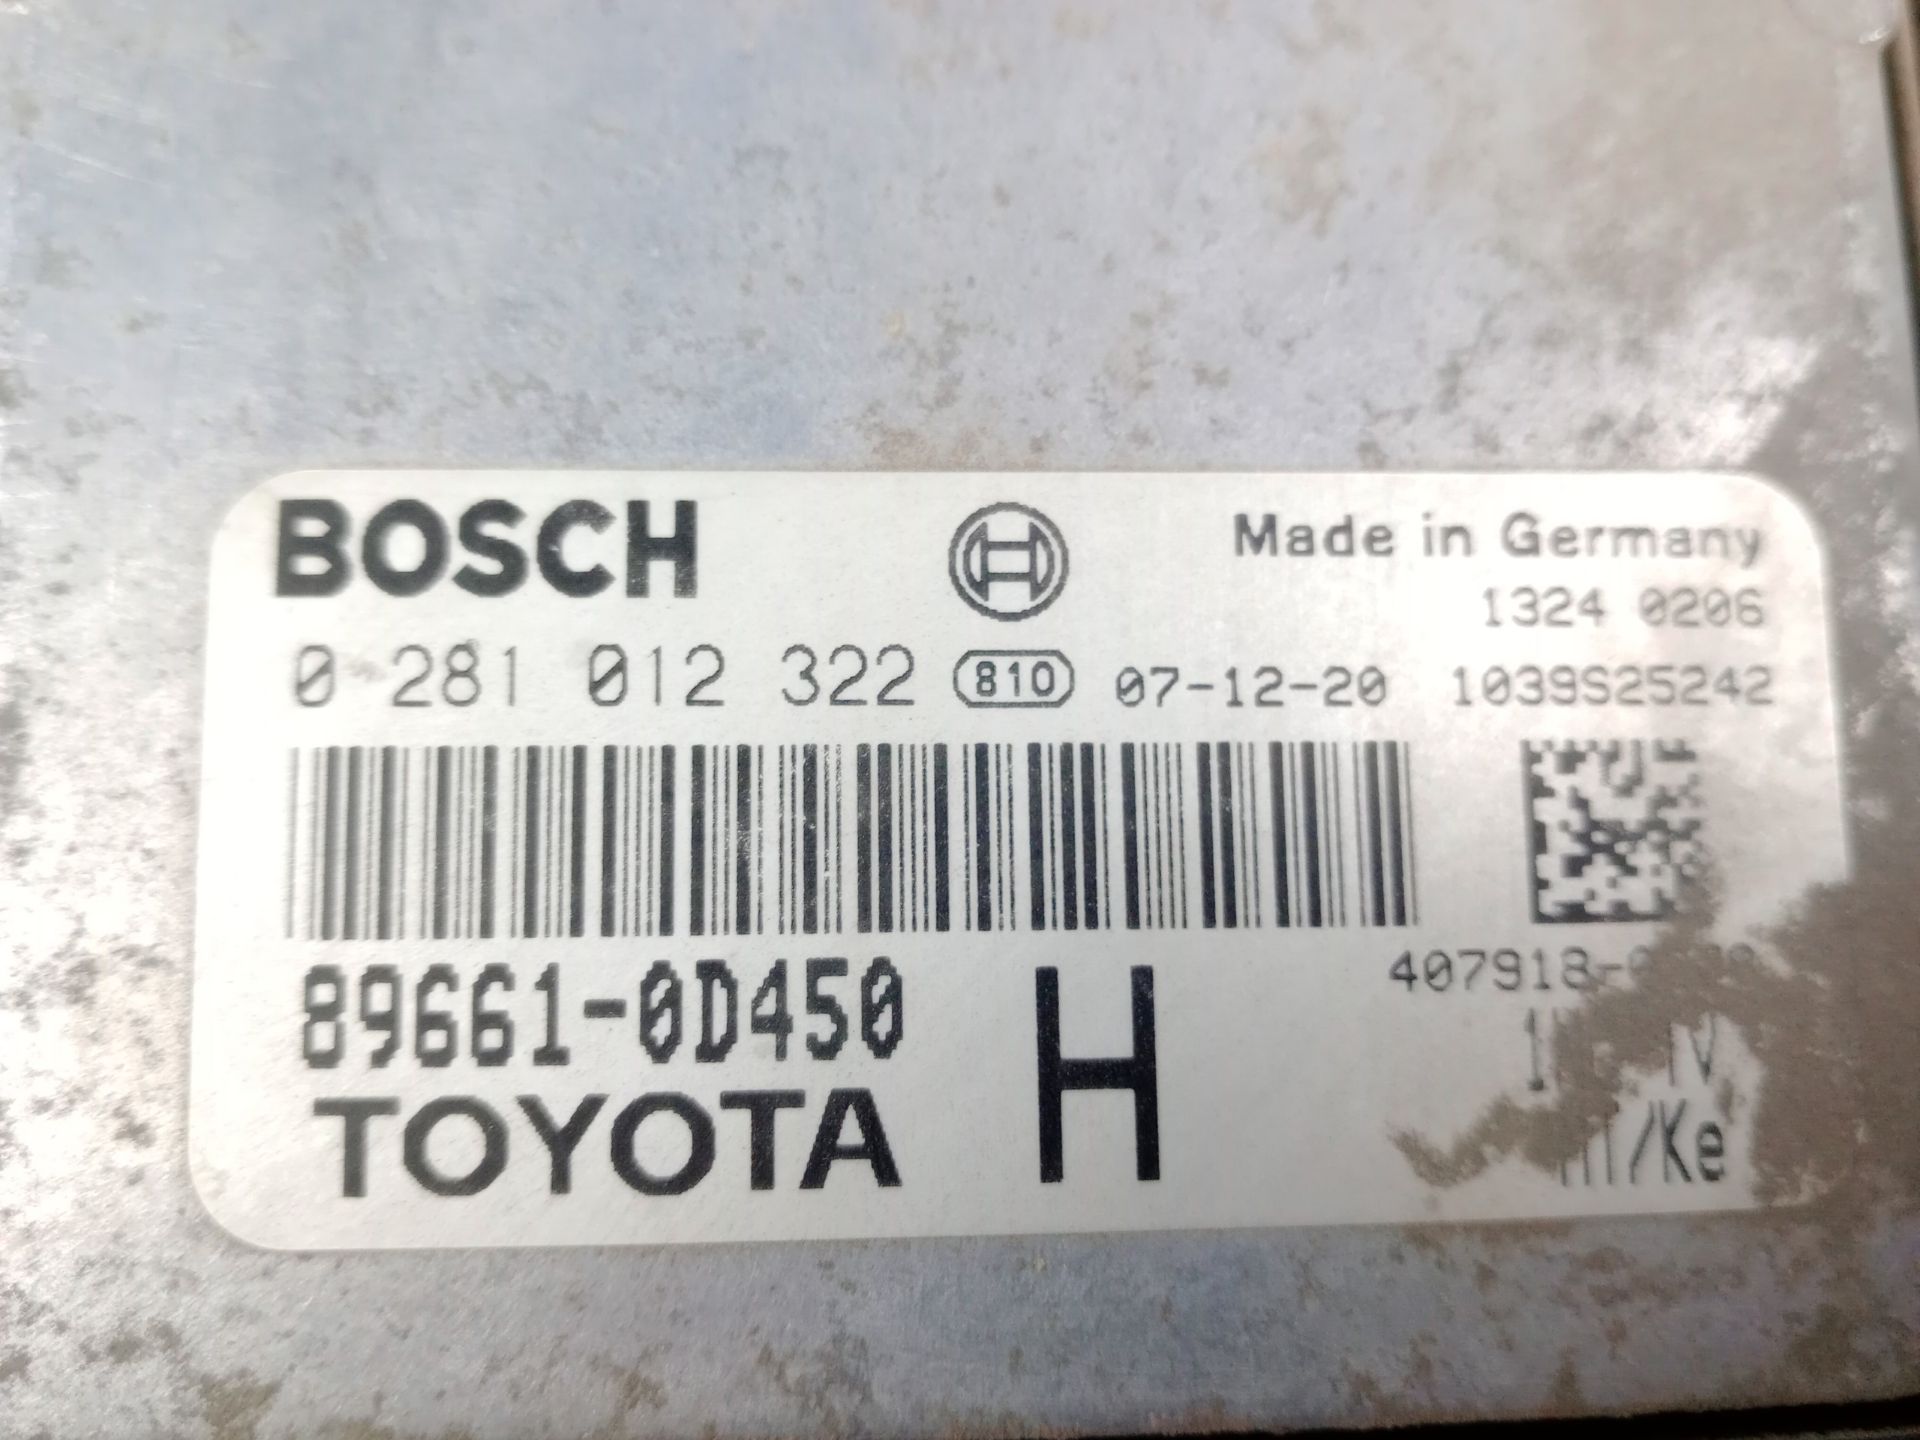 BOSCH
Made in Germany
1324 0206
0 281 012 322 810 07-12-20 1039S25242
89661-0D450 H
TOYOTA